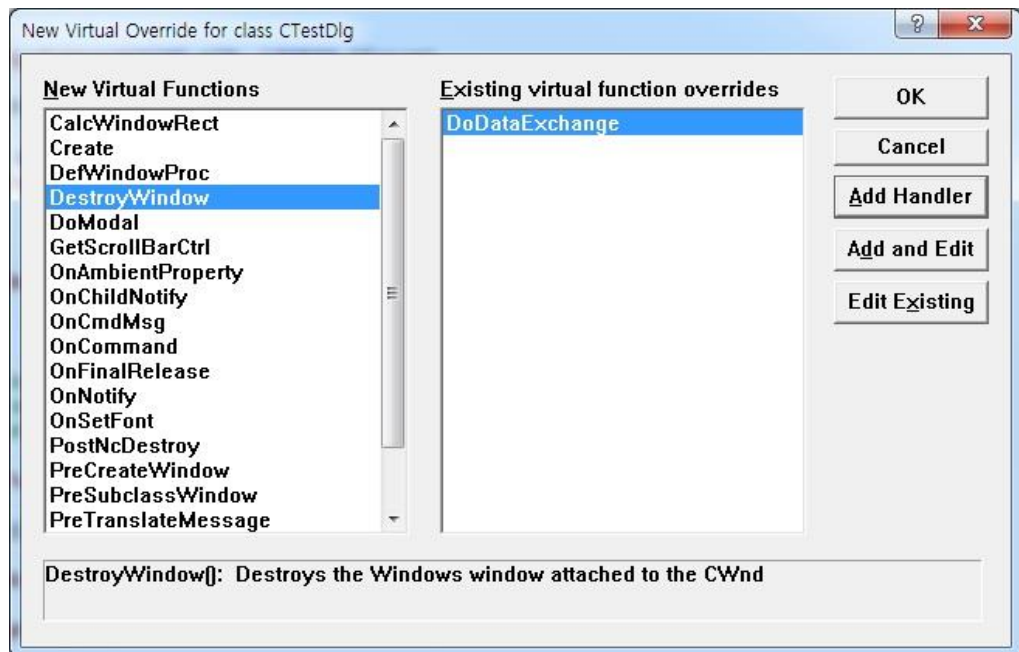 New Virtual Override for class CTestDlg
New Virtual Functions
CalcWindowRect
Create
DefWindowProc
DestroyWindow
DoModal
GetScrollBarCtrl
OnAmbientProperty
OnChildNotify
OnCmdMsg
OnCommand
OnFinalRelease
OnNotify
OnSetFont
PostNcDestroy
PreCreateWindow
PreSubclassWindow
PreTranslateMessage
Existing virtual function overrides
DoDataExchange
OK
Cancel
Add Handler
Add and Edit
Edit Existing
DestroyWindow(): Destroys the Windows window attached to the CWnd